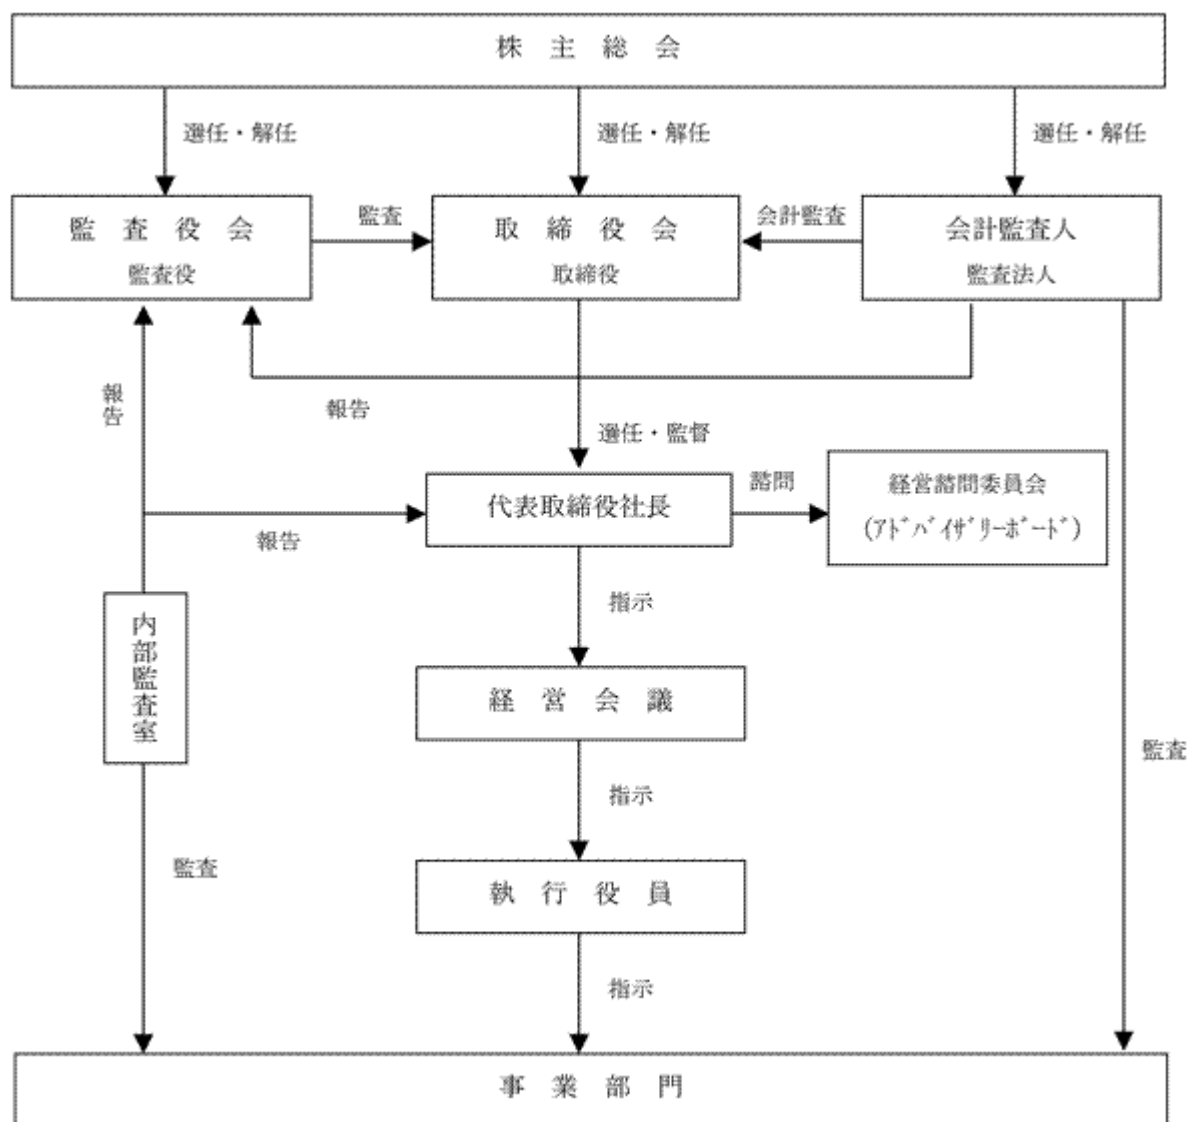 株主総会
選任・解任
選任・解任
選任・解任
監査役会
監査役
監査
取締役会
取締役
会計監査
会計監査人
監査法人
報告
報告
選任・監督
代表取締役社長
諮問
経営諮問委員会
(ｱﾄﾞﾊﾞｲｻﾞﾘｰﾎﾞｰﾄﾞ)
報告
指示
内部監査室
経営会議
監査
指示
監査
執行役員
指示
事業部門